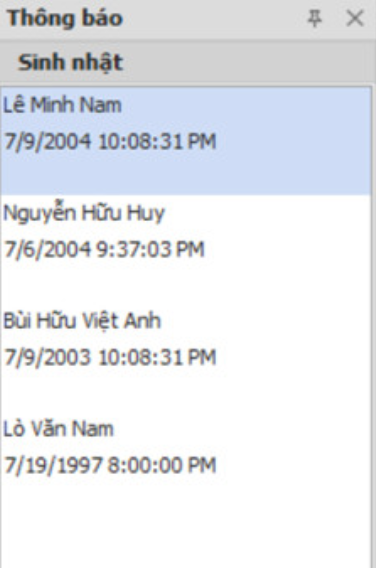 Thông báo
Sinh nhật
Lê Minh Nam
7/9/2004 10:08:31 PM
Nguyễn Hữu Huy
7/6/2004 9:37:03 PM
Bùi Hữu Việt Anh
7/9/2003 10:08:31 PM
Lò Văn Nam
7/19/1997 8:00:00 PM